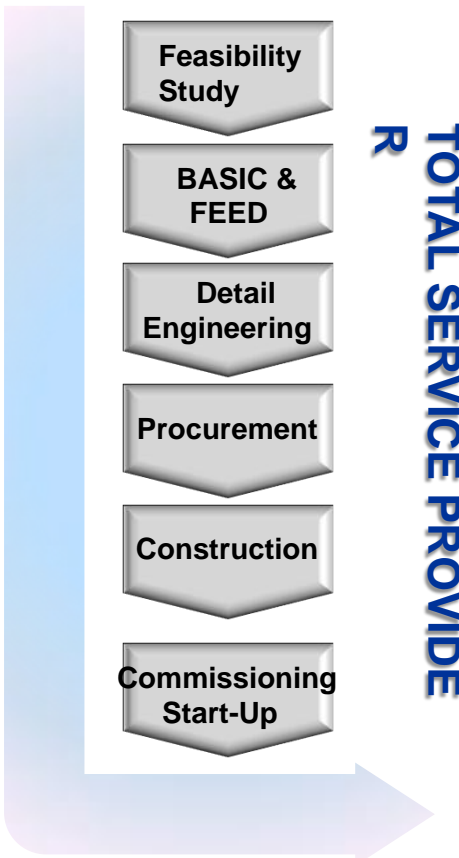 Feasibility
Study
BASIC &
FEED
Detail
Engineering
Procurement
Construction
Commissioning
Start-Up
TOTAL SERVICE PROVIDE
R